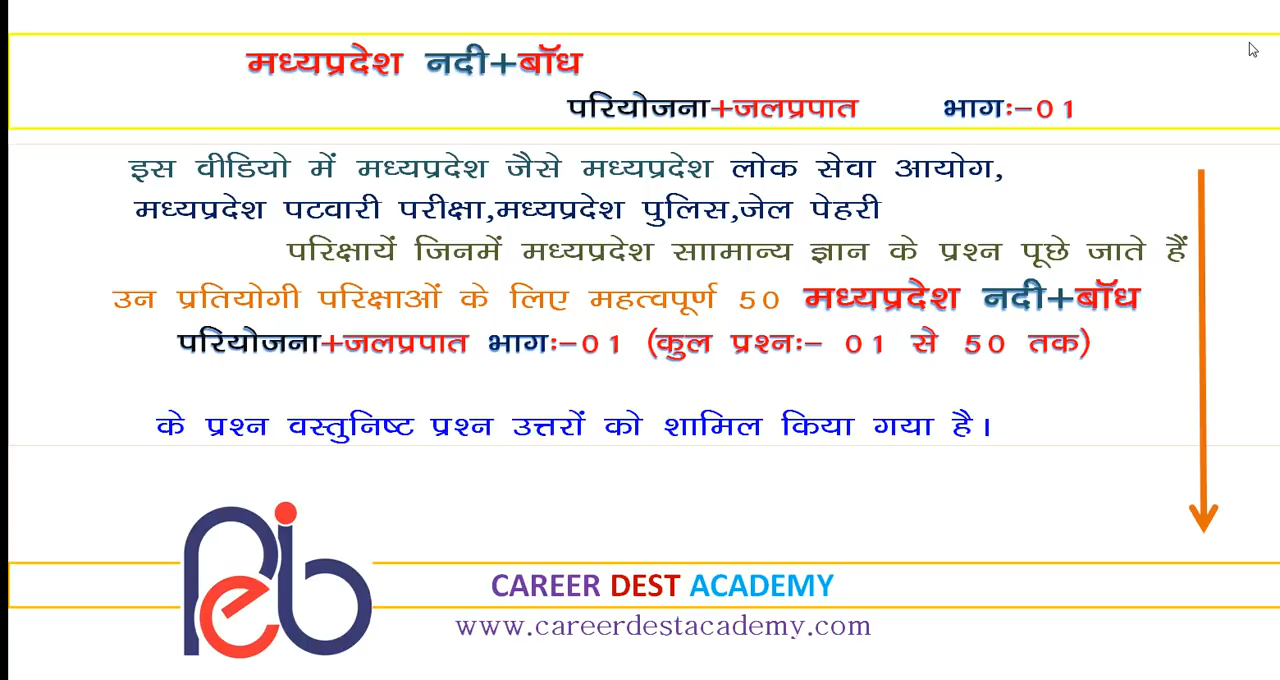 मध्यप्रदेश नदी+बॉध
परियोजना+जलप्रपात भागः-01
इस वीडियो में मध्यप्रदेश जैसे मध्यप्रदेश लोक सेवा आयोग,
मध्यप्रदेश पटवारी परीक्षा,मध्यप्रदेश पुलिस,जेल पेहरी
परिक्षायें जिनमें मध्यप्रदेश साामान्य ज्ञान के प्रश्न पूछे जाते हैं
उन प्रतियोगी परिक्षाओं के लिए महत्वपूर्ण 50 मध्यप्रदेश नदी+बॉध
परियोजना+जलप्रपात भागः-01 (कुल प्रश्नः- 01 से 50 तक)
के प्रश्न वस्तुनिष्ट प्रश्न उत्तरों को शामिल किया गया है।
Peb
CAREER DEST ACADEMY
www.careerdestacademy.com